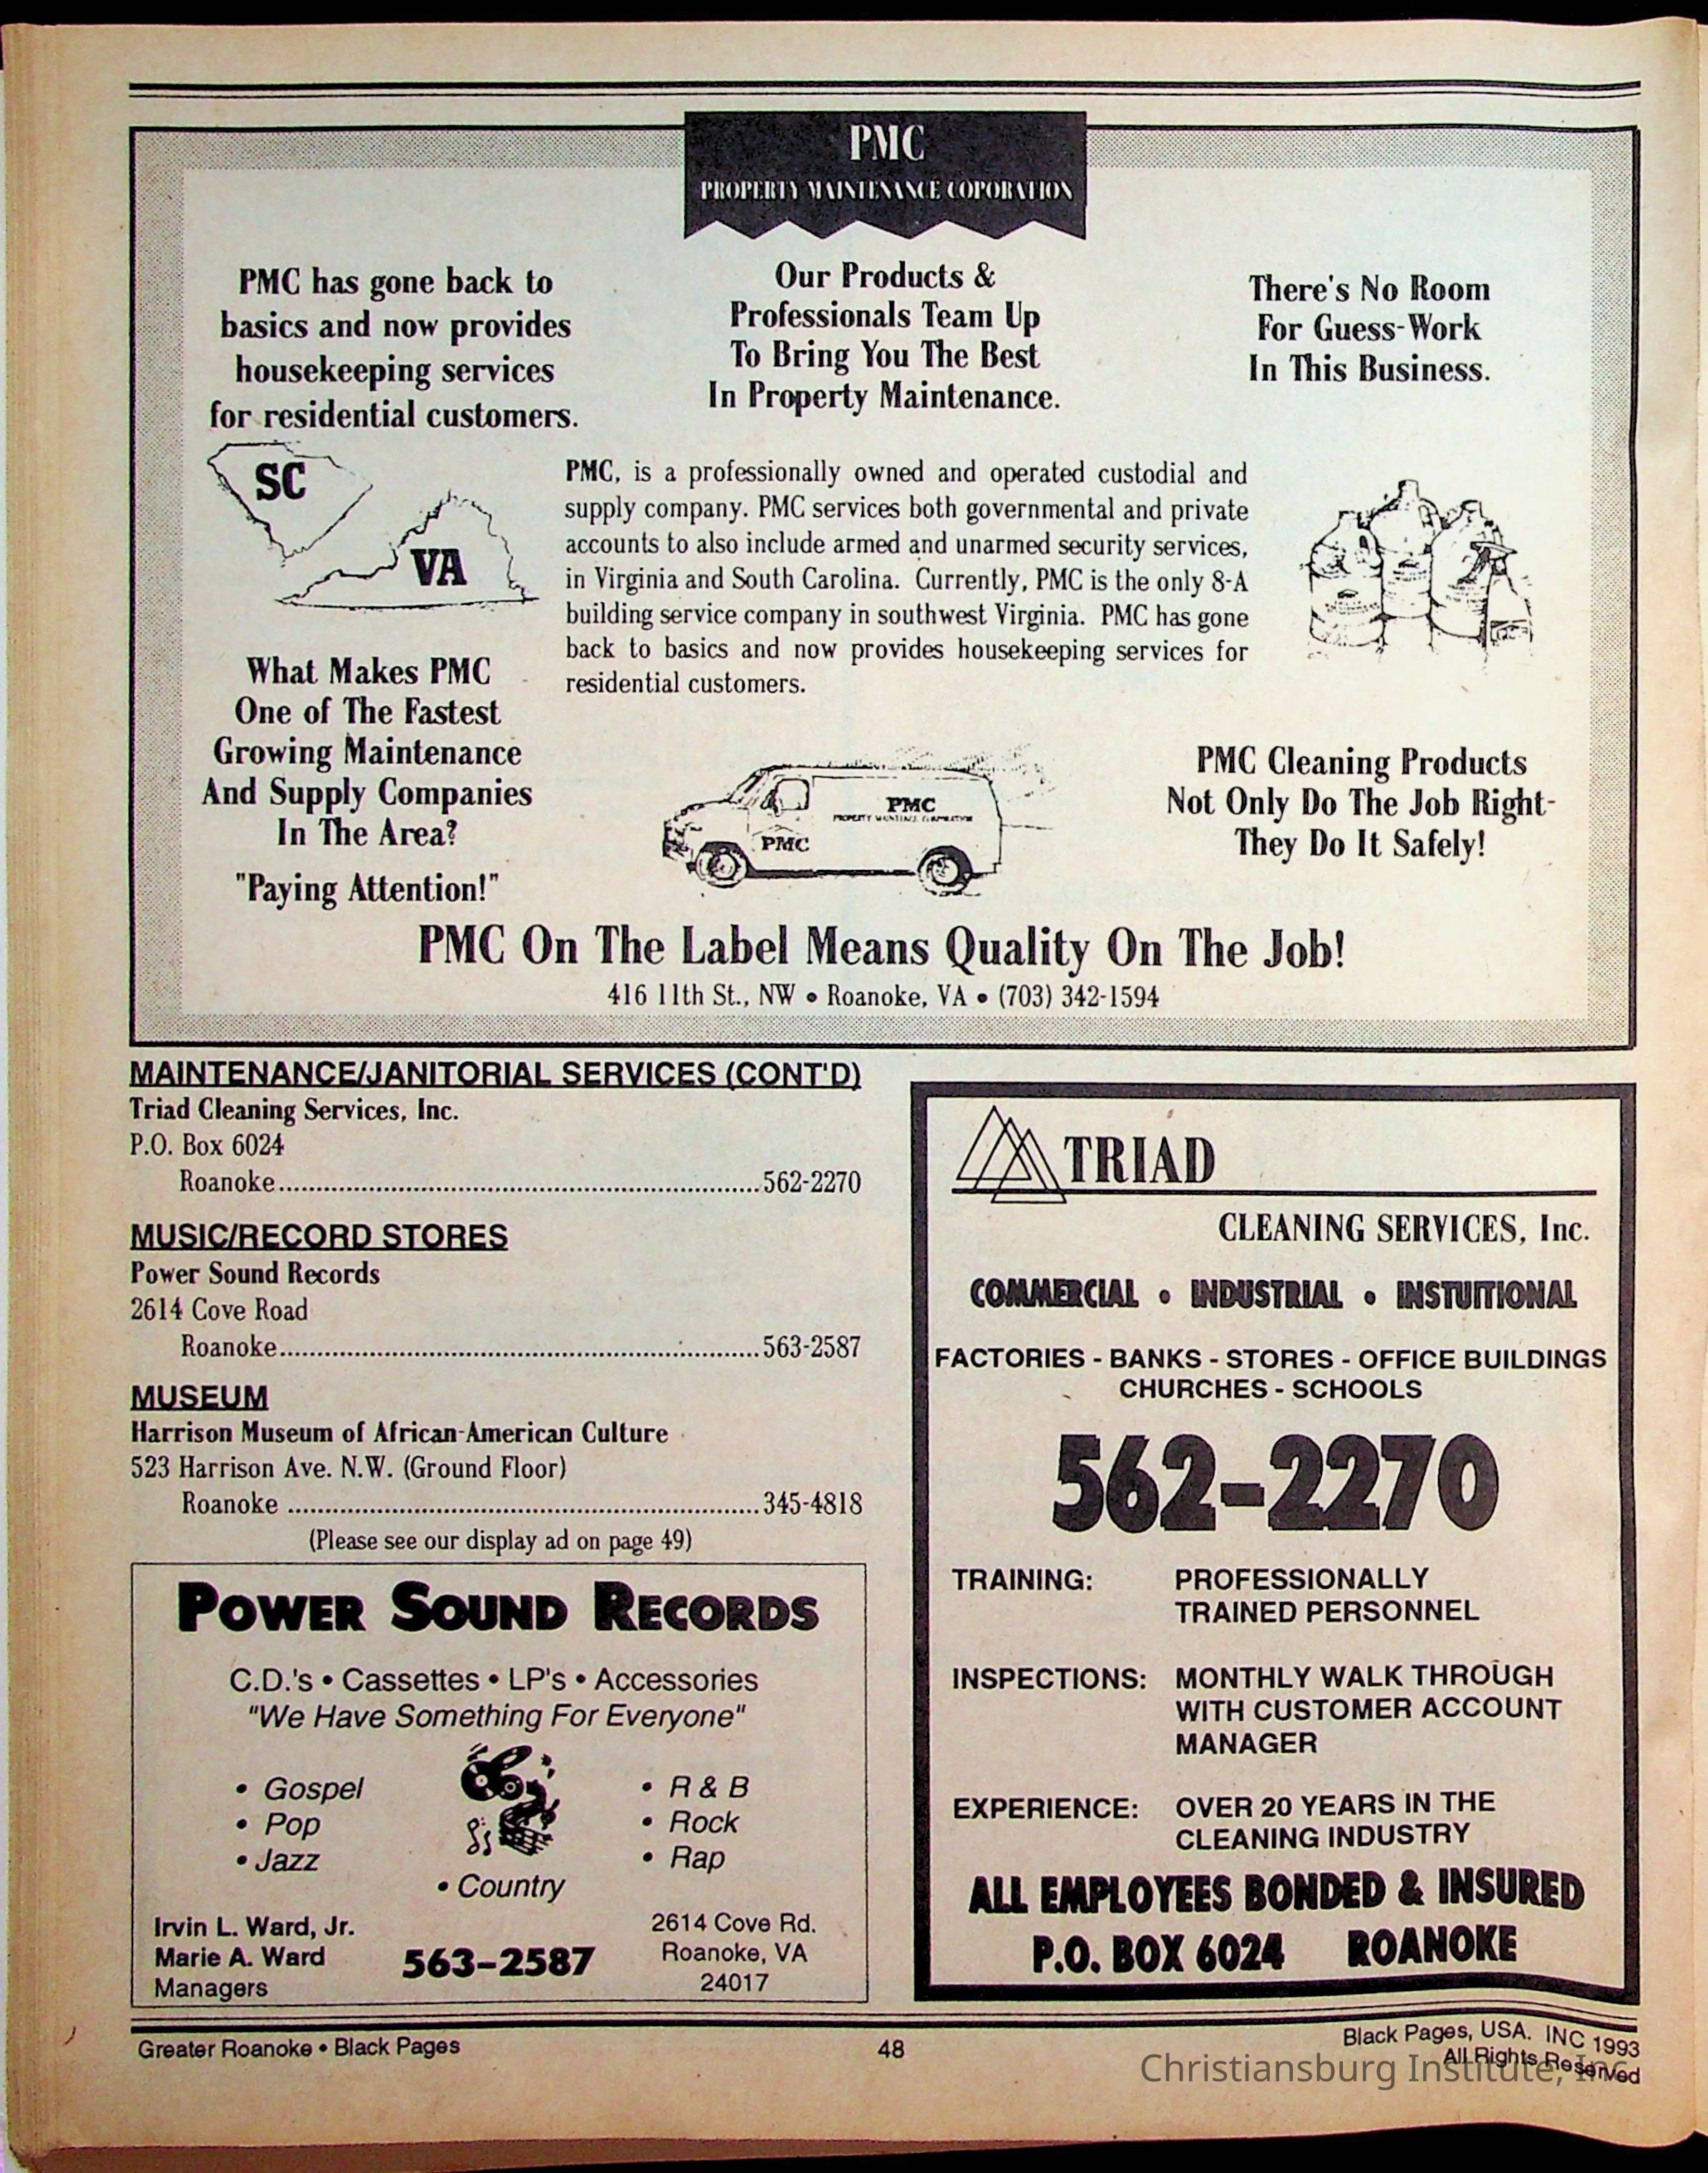 PMC
PROPERTY MAINTENANCE COPORATION
PMC has gone back to
basics and now provides
housekeeping services
for residential customers.
Our Products &
Professionals Team Up
To Bring You The Best
In Property Maintenance.
There's No Room
For Guess-Work
In This Business.
SC
VA
PMC, is a professionally owned and operated custodial and
supply company. PMC services both governmental and private
accounts to also include armed and unarmed security services,
in Virginia and South Carolina. Currently, PMC is the only 8-A
building service company in southwest Virginia. PMC has gone
back to basics and now provides housekeeping services for
residential customers.
What Makes PMC
One of The Fastest
Growing Maintenance
And Supply Companies
In The Area?
"Paying Attention!"
PMC
PMC
PMC Cleaning Products
Not Only Do The Job Right-
They Do It Safely!
PMC On The Label Means Quality On The Job!
416 11th St., NW • Roanoke, VA • (703) 342-1594
MAINTENANCE/JANITORIAL SERVICES (CONT'D)
Triad Cleaning Services, Inc.
P.O. Box 6024
Roanoke................................................................562-2270
MUSIC/RECORD STORES
Power Sound Records
2614 Cove Road
Roanoke................................................................563-2587
MUSEUM
Harrison Museum of African-American Culture
523 Harrison Ave. N.W. (Ground Floor)
Roanoke ...............................................................345-4818
(Please see our display ad on page 49)
POWER SOUND RECORDS
C.D.'s • Cassettes • LP's • Accessories
"We Have Something For Everyone"
• Gospel
• Pop
• Jazz
• Country
• R & B
• Rock
• Rap
Irvin L. Ward, Jr.
Marie A. Ward
Managers
563-2587
2614 Cove Rd.
Roanoke, VA
24017
TRIAD
CLEANING SERVICES, Inc.
COMMERCIAL • INDUSTRIAL • INSTUITIONAL
FACTORIES - BANKS - STORES - OFFICE BUILDINGS
CHURCHES - SCHOOLS
562-2270
TRAINING: PROFESSIONALLY
TRAINED PERSONNEL
INSPECTIONS: MONTHLY WALK THROUGH
WITH CUSTOMER ACCOUNT
MANAGER
EXPERIENCE: OVER 20 YEARS IN THE
CLEANING INDUSTRY
ALL EMPLOYEES BONDED & INSURED
P.O. BOX 6024 ROANOKE
Greater Roanoke • Black Pages
48
Black Pages, USA. INC 1993
All Rights Reserved
Christiansburg Institute, Inc.